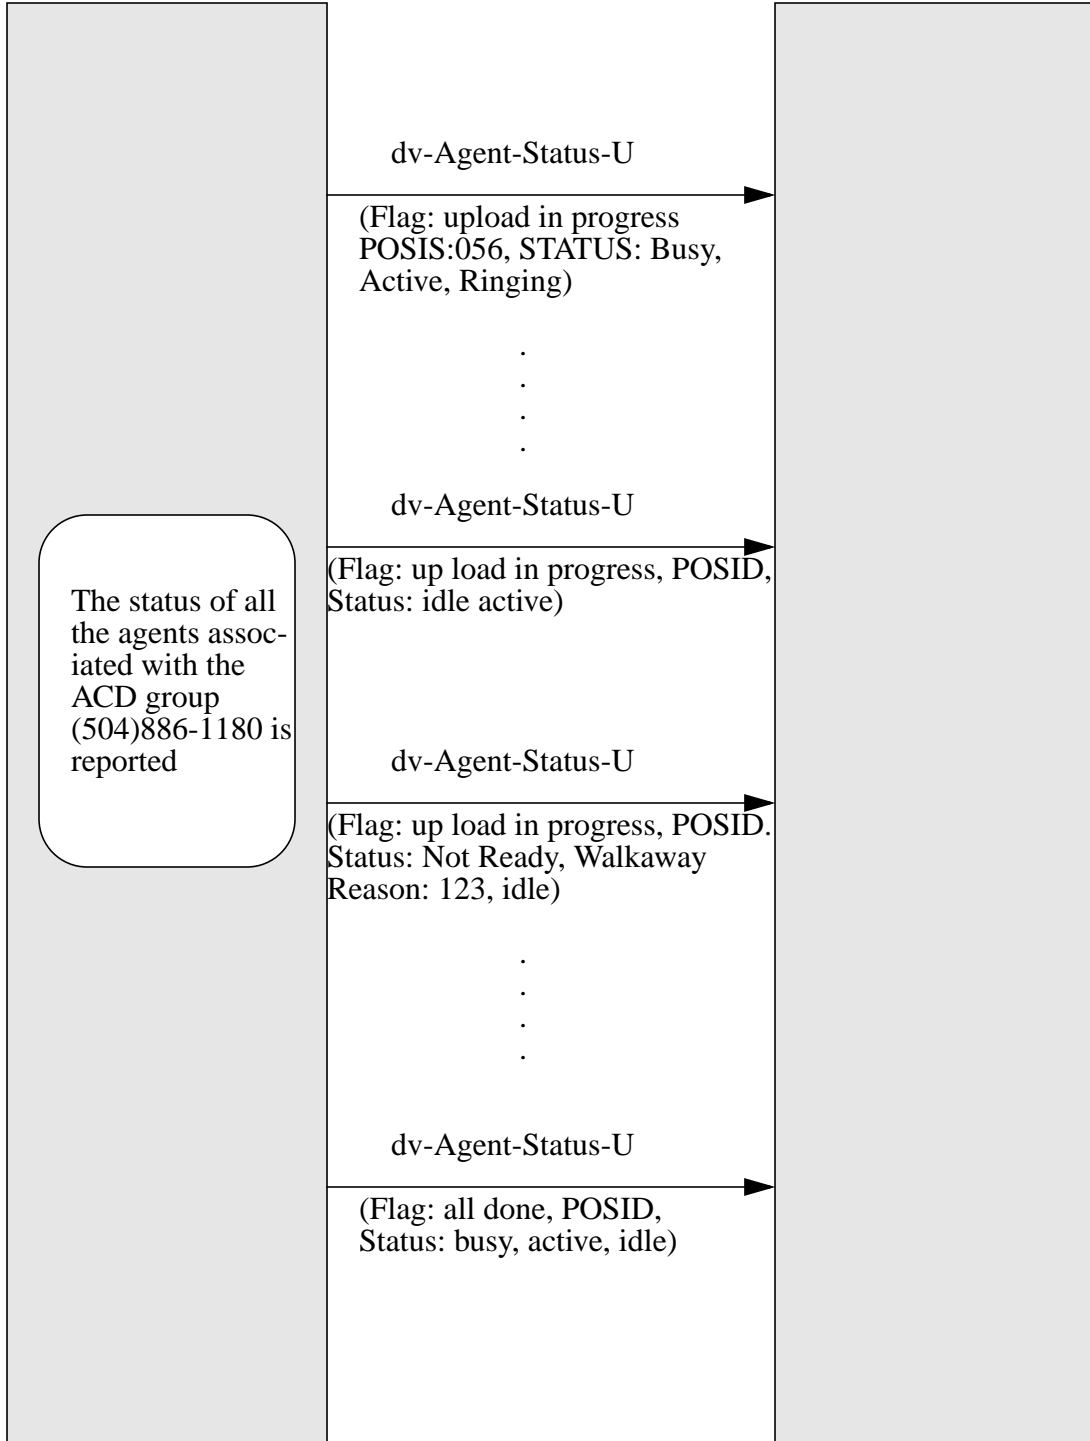 dv-Agent-Status-U
(Flag: upload in progress
POSIS:056, STATUS: Busy,
Active, Ringing)
.
.
.
.
dv-Agent-Status-U
(Flag: up load in progress, POSID,
Status: idle active)
The status of all
the agents assoc-
iated with the
ACD group
(504)886-1180 is
reported
dv-Agent-Status-U
(Flag: up load in progress, POSID.
Status: Not Ready, Walkaway
Reason: 123, idle)
.
.
.
.
dv-Agent-Status-U
(Flag: all done, POSID,
Status: busy, active, idle)